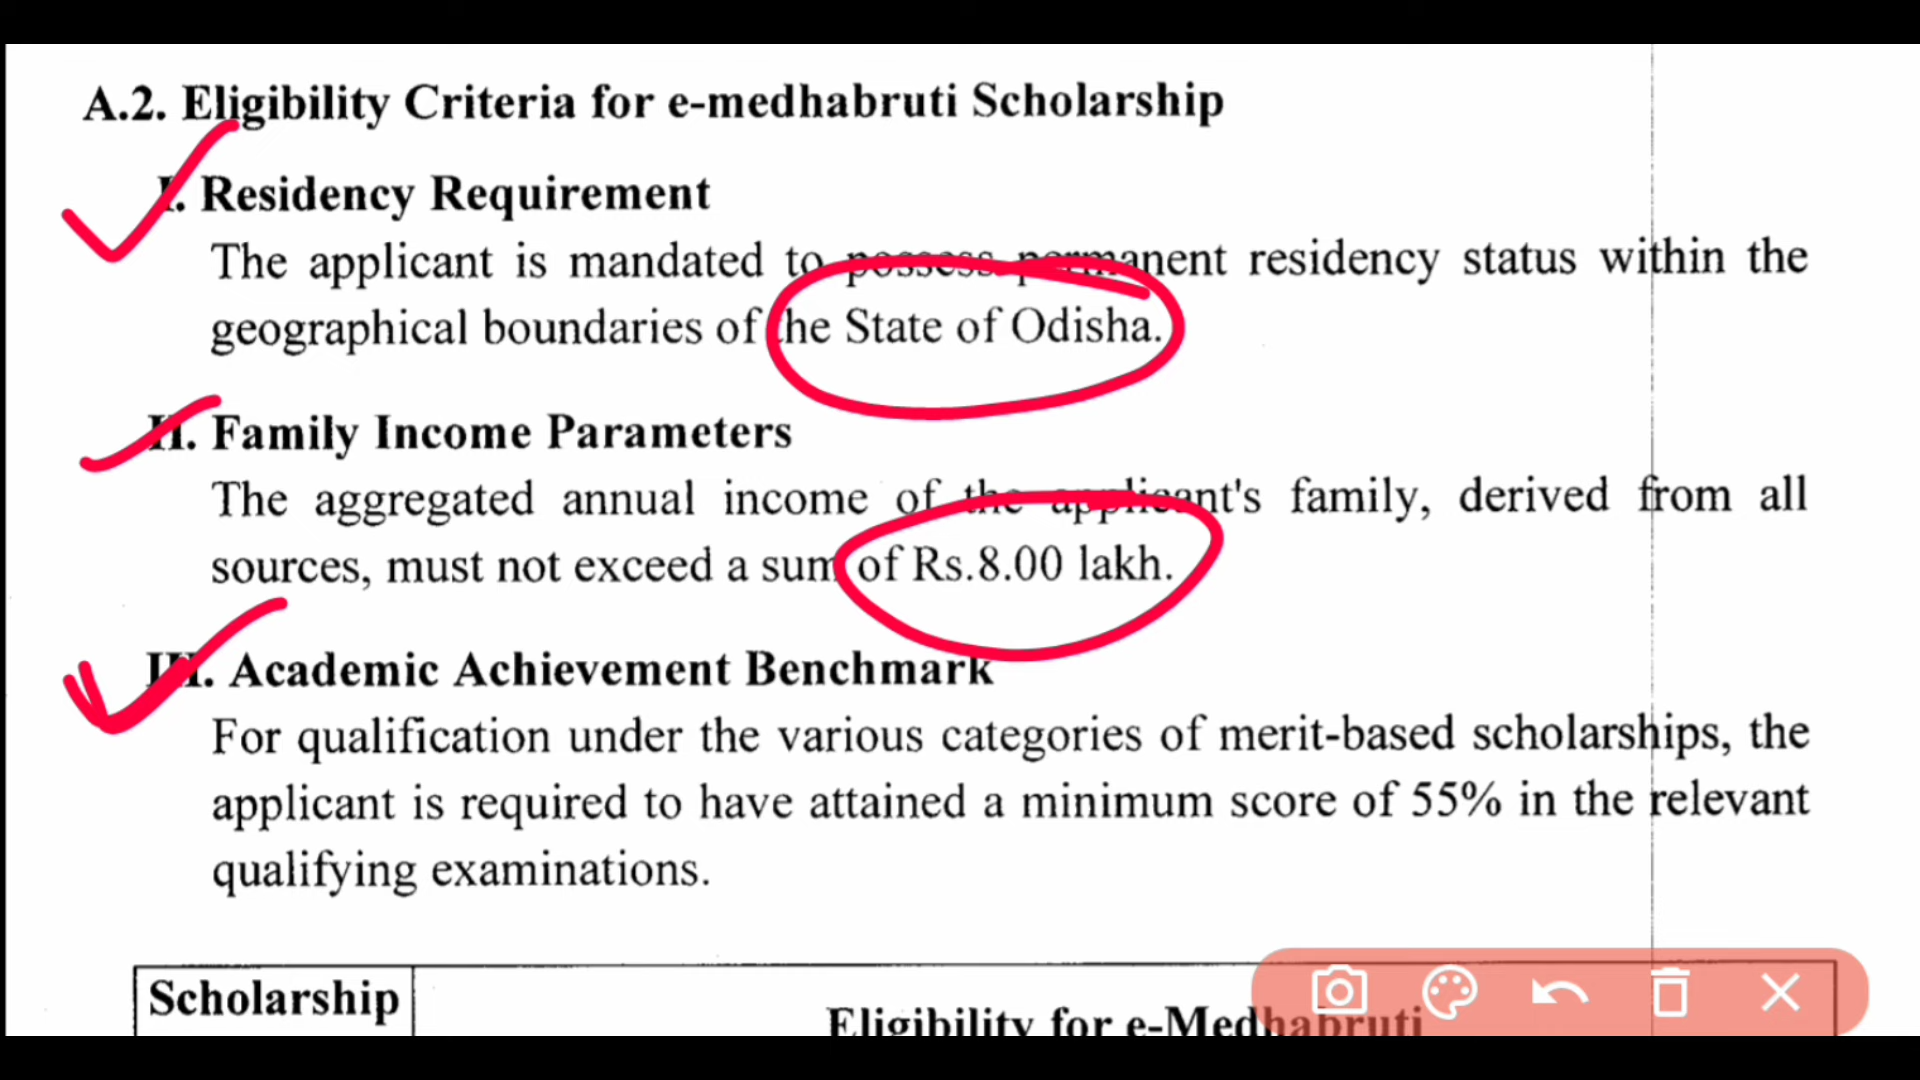 A.2. Eligibility Criteria for e-medhabruti Scholarship
I. Residency Requirement
The applicant is mandated to possess permanent residency status within the
geographical boundaries of the State of Odisha.
II. Family Income Parameters
The aggregated annual income of the applicant's family, derived from all
sources, must not exceed a sum of Rs.8.00 lakh.
III. Academic Achievement Benchmark
For qualification under the various categories of merit-based scholarships, the
applicant is required to have attained a minimum score of 55% in the relevant
qualifying examinations.
Scholarship
Eligibility for e-Medhabruti